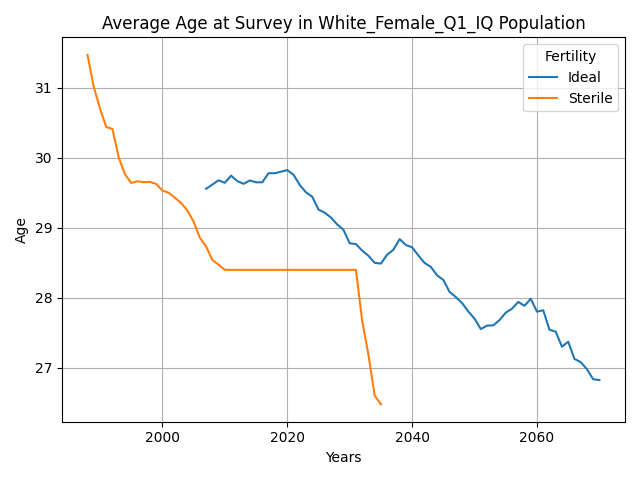 Average Age at Survey in White_Female_Q1_IQ Population
Fertility
Ideal
Sterile
31
30
29
28
27
Age
2000
2020
2040
2060
Years